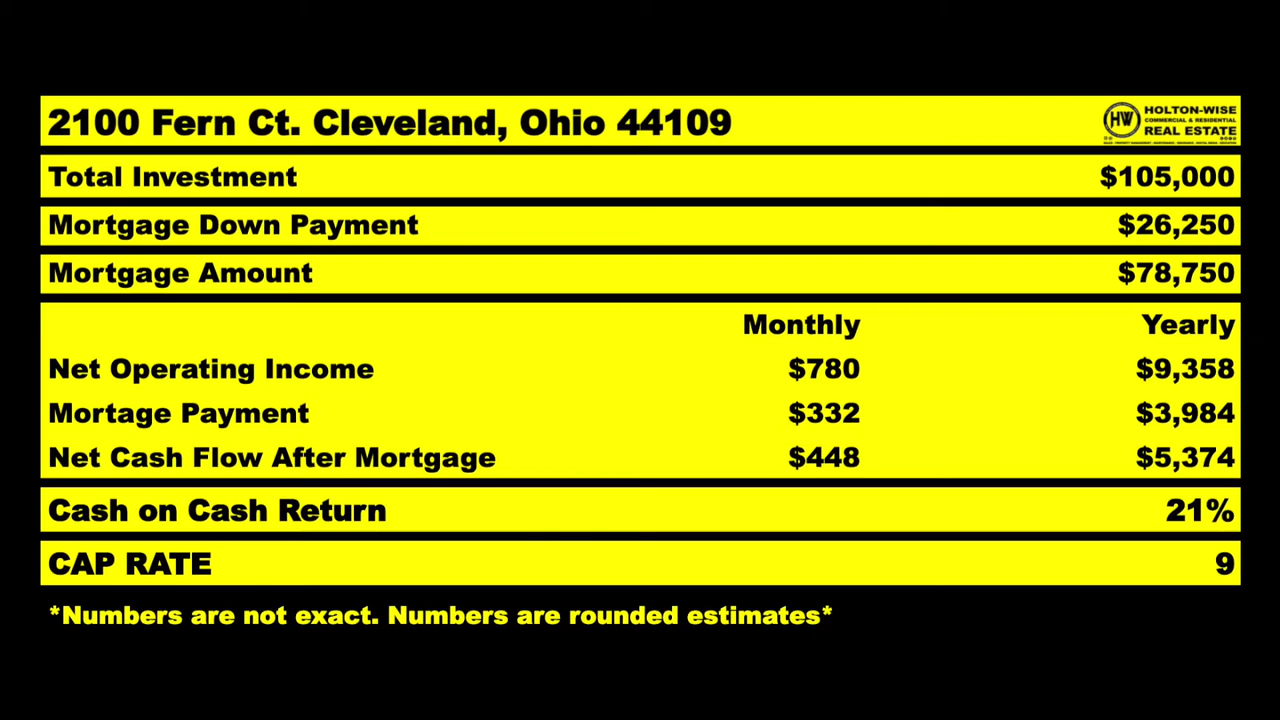 2100 Fern Ct. Cleveland, Ohio 44109
HW
HOLTON-WISE
COMMERCIAL & RESIDENTIAL
REAL ESTATE
Total Investment $105,000
Mortgage Down Payment $26,250
Mortgage Amount $78,750
Monthly Yearly
Net Operating Income $780 $9,358
Mortage Payment $332 $3,984
Net Cash Flow After Mortgage $448 $5,374
Cash on Cash Return 21%
CAP RATE 9
*Numbers are not exact. Numbers are rounded estimates*